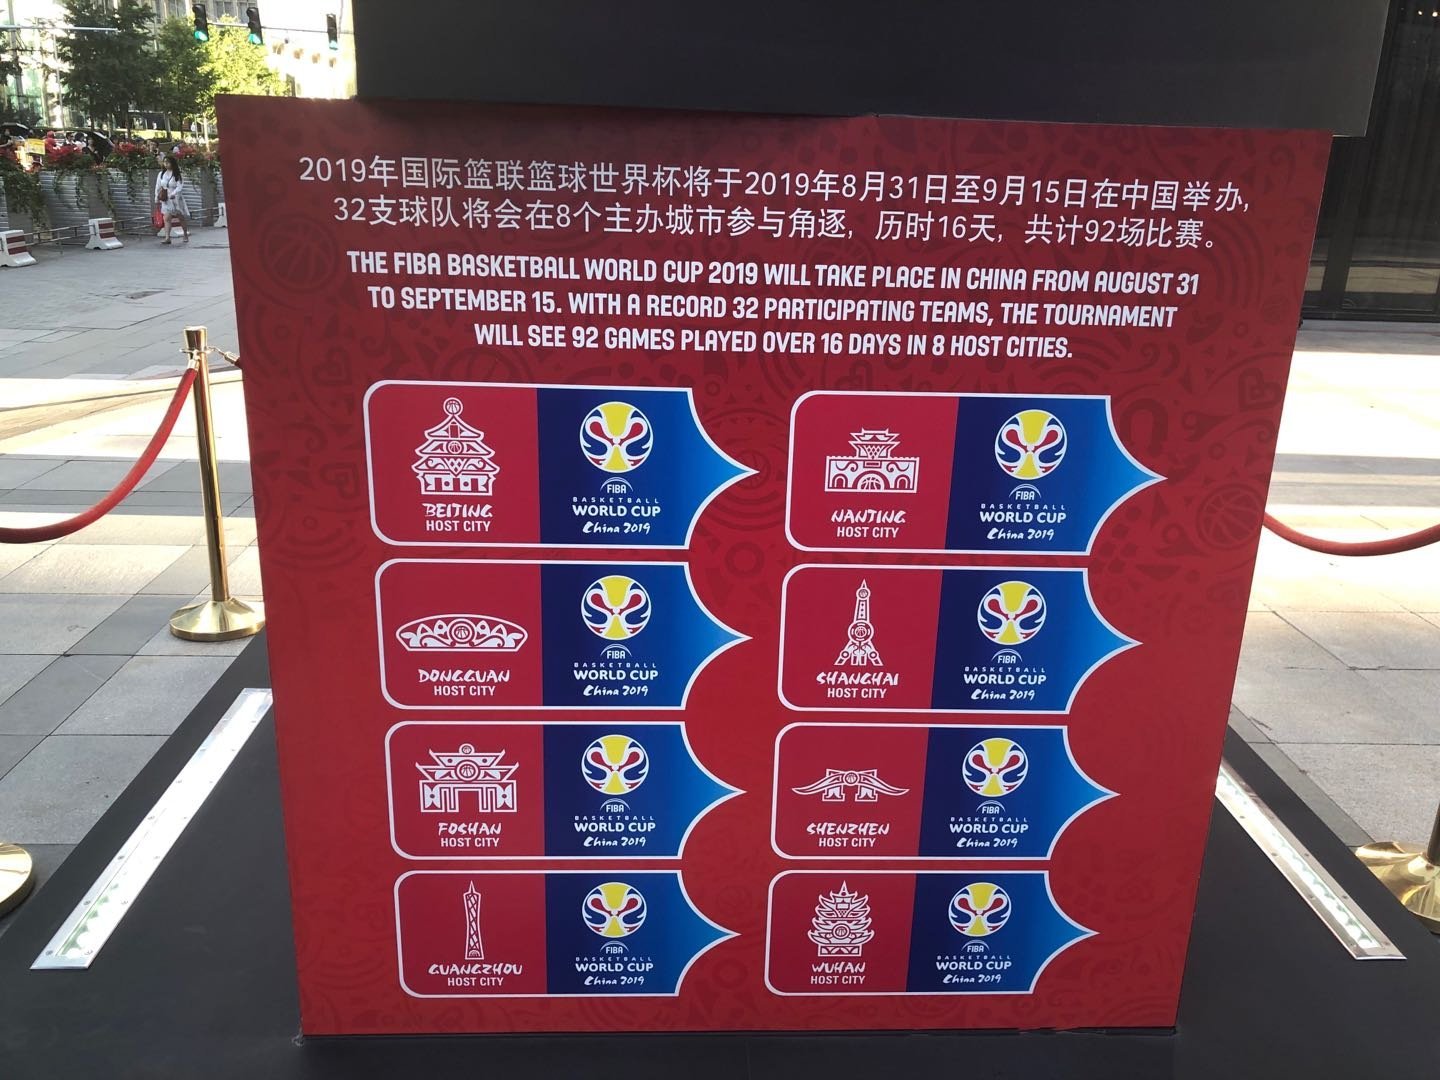 2019年国际篮联篮球世界杯将于2019年8月31日至9月15日在中国举办,
32支球队将会在8个主办城市参与角逐, 历时16天, 共计92场比赛。
THE FIBA BASKETBALL WORLD CUP 2019 WILL TAKE PLACE IN CHINA FROM AUGUST 31
TO SEPTEMBER 15. WITH A RECORD 32 PARTICIPATING TEAMS, THE TOURNAMENT
WILL SEE 92 GAMES PLAYED OVER 16 DAYS IN 8 HOST CITIES.
BEIJING
HOST CITY
FIBA
BASKETBALL
WORLD CUP
China 2019
NANJING
HOST CITY
FIBA
BASKETBALL
WORLD CUP
China 2019
DONGGUAN
HOST CITY
FIBA
BASKETBALL
WORLD CUP
China 2019
SHANGHAI
HOST CITY
FIBA
BASKETBALL
WORLD CUP
China 2019
FOSHAN
HOST CITY
FIBA
BASKETBALL
WORLD CUP
China 2019
SHENZHEN
HOST CITY
FIBA
BASKETBALL
WORLD CUP
China 2019
GUANGZHOU
HOST CITY
FIBA
BASKETBALL
WORLD CUP
China 2019
WUHAN
HOST CITY
FIBA
BASKETBALL
WORLD CUP
China 2019